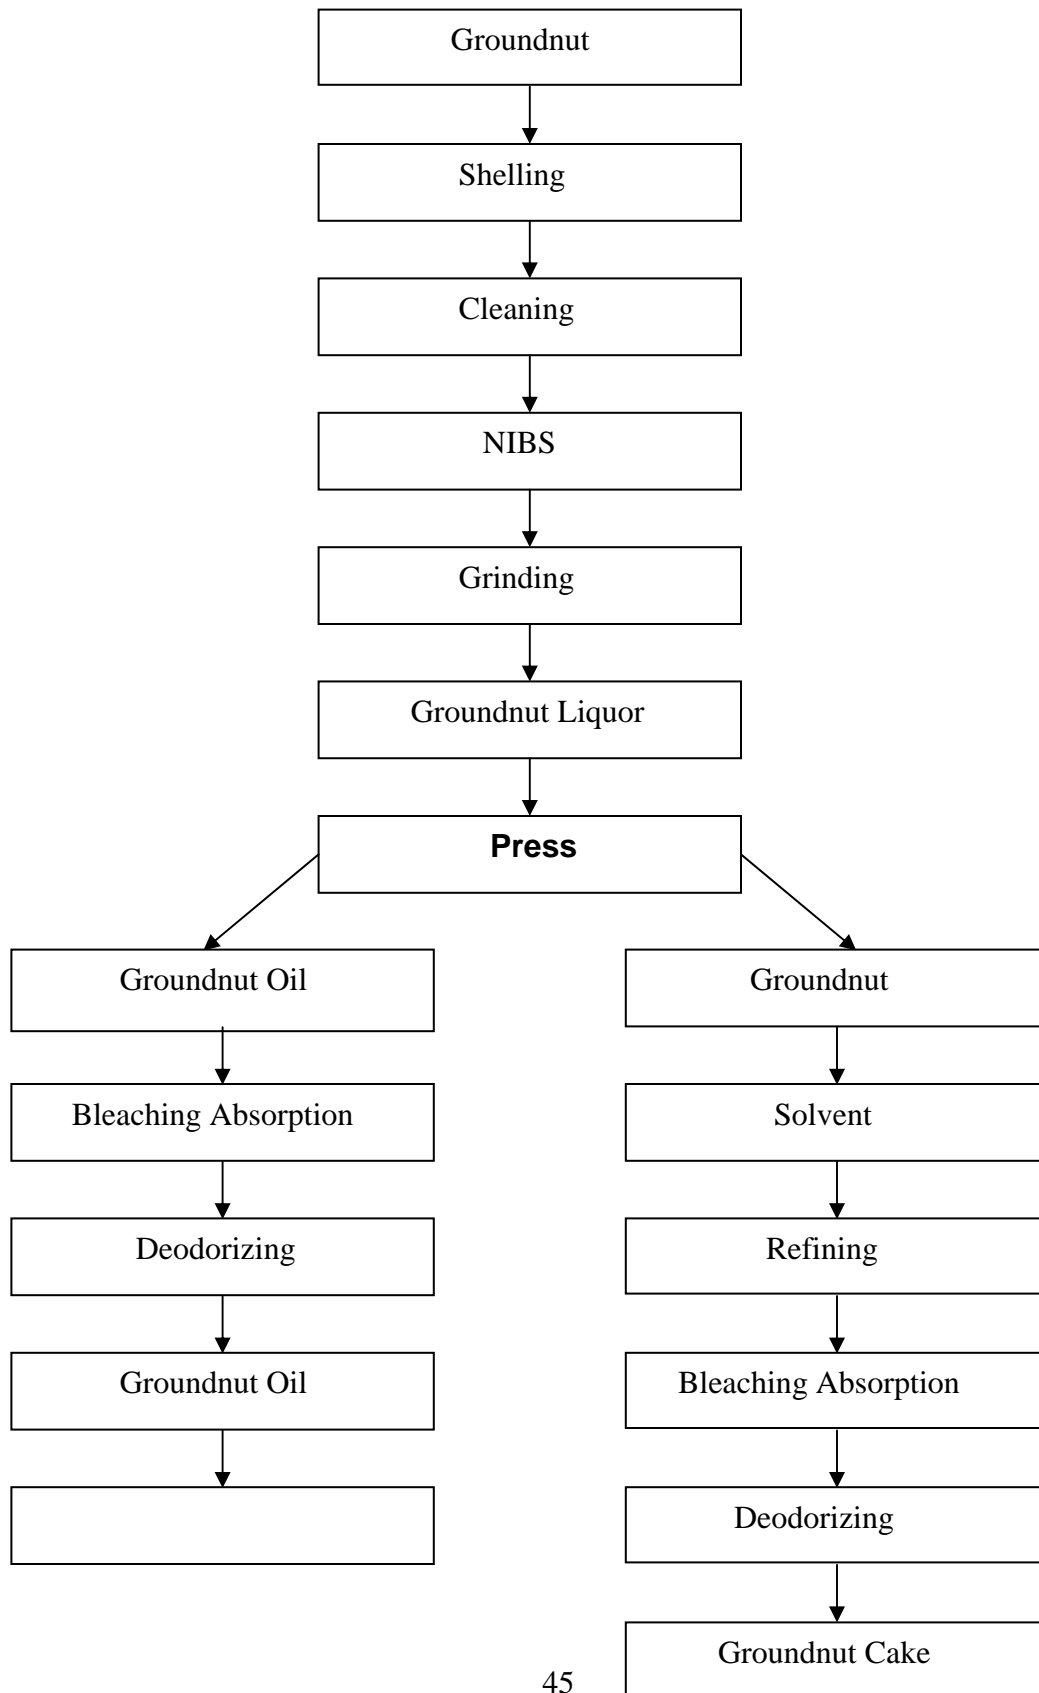 Groundnut
Shelling
Cleaning
NIBS
Grinding
Groundnut Liquor
Press
Groundnut Oil
Bleaching Absorption
Deodorizing
Groundnut Oil
Groundnut
Solvent
Refining
Bleaching Absorption
Deodorizing
Groundnut Cake
45